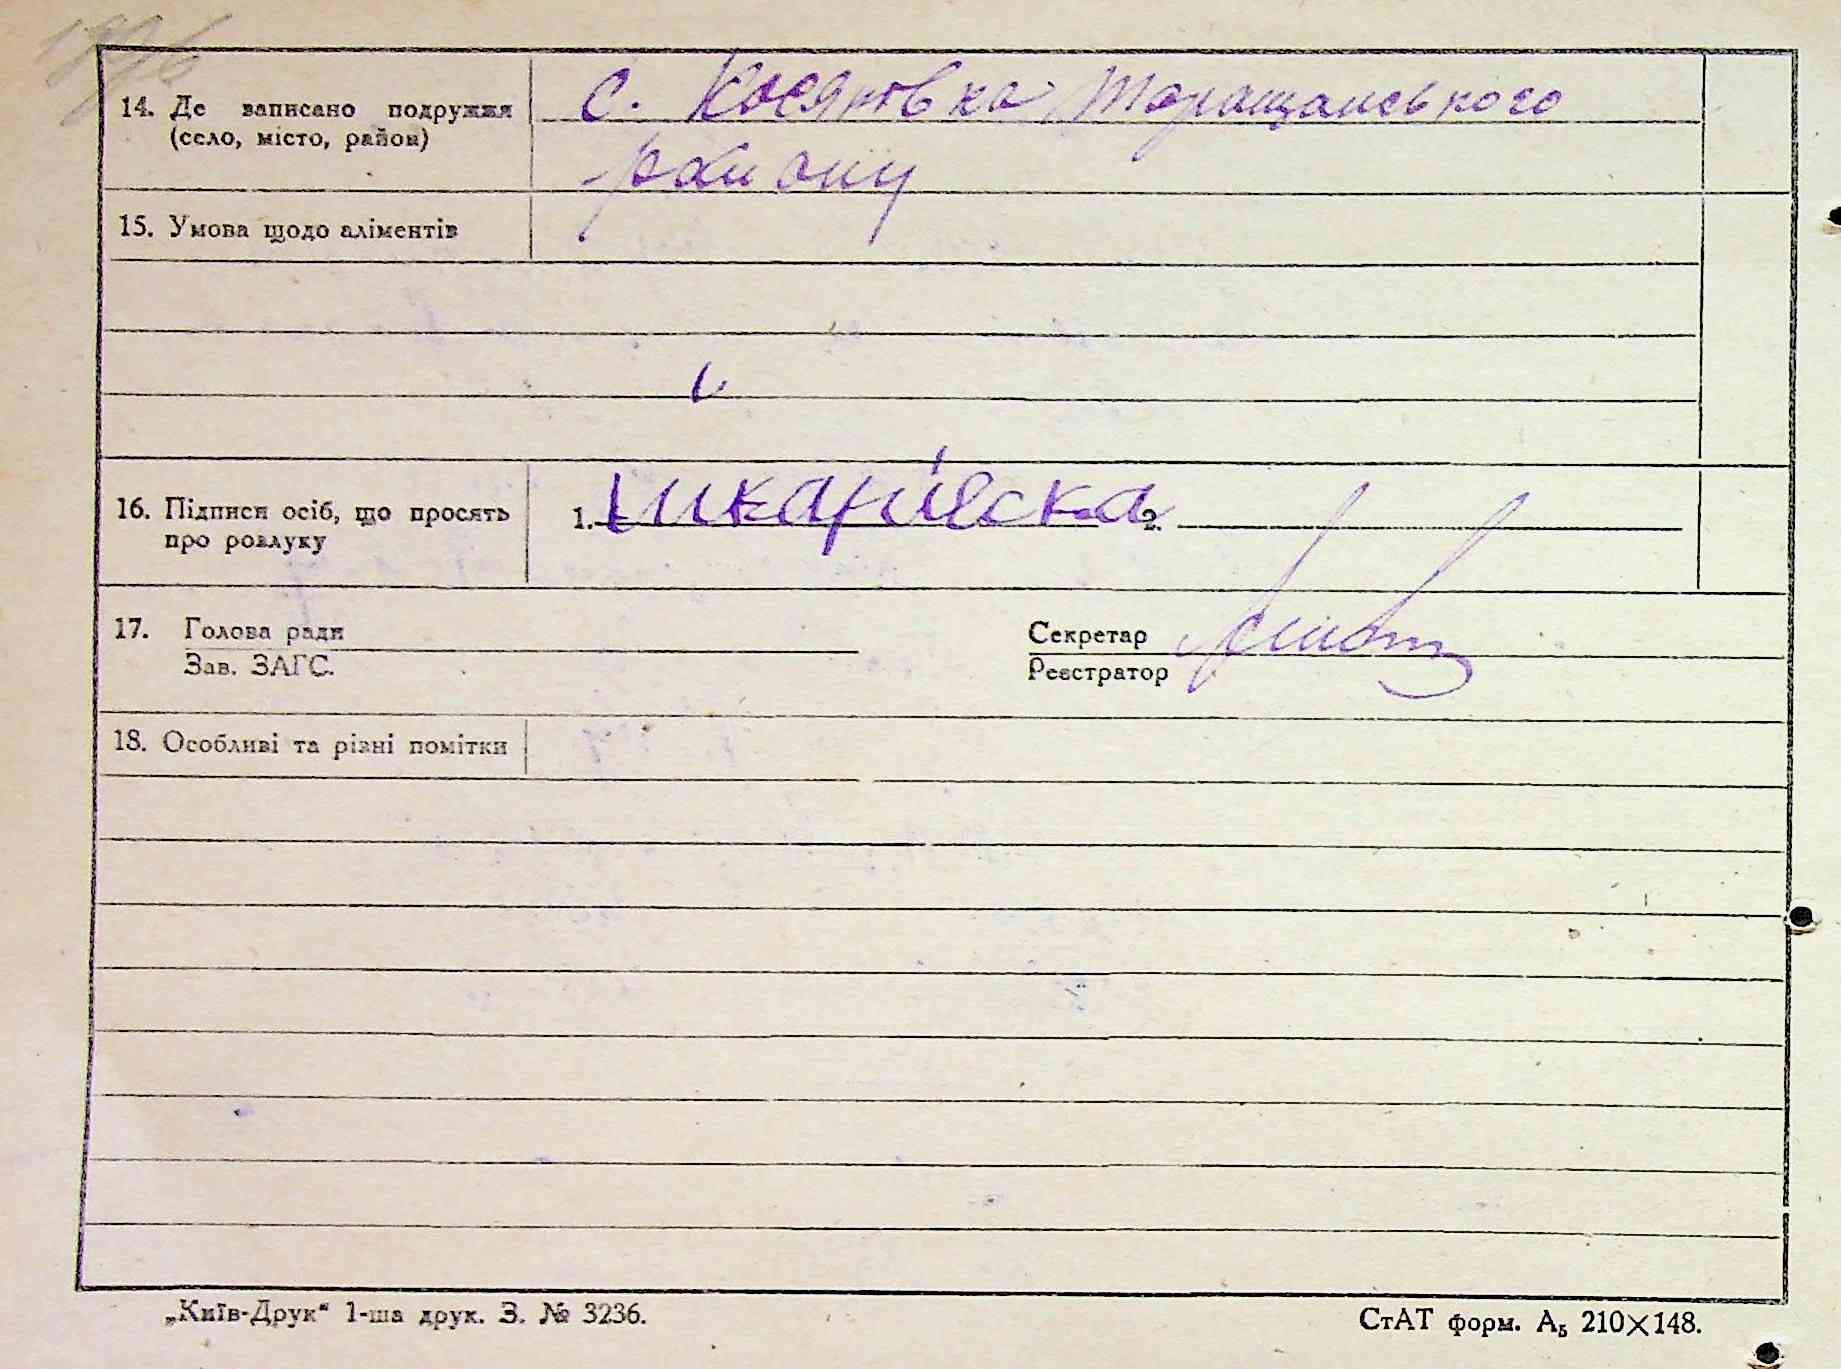 14. Де записано подружжя с. Косяковка Таращанського
(село, місто, район) району
15. Умова щодо аліментів
16. Підписи осіб, що просять 1. 2.
про розлуку
17. Голова ради Секретар
Зав. ЗАГС. Реєстратор
18. Особливі та різні помітки
„Київ-Друк“ 1-ша друк. З. № 3236. СтАТ форм. А₅ 210×148.